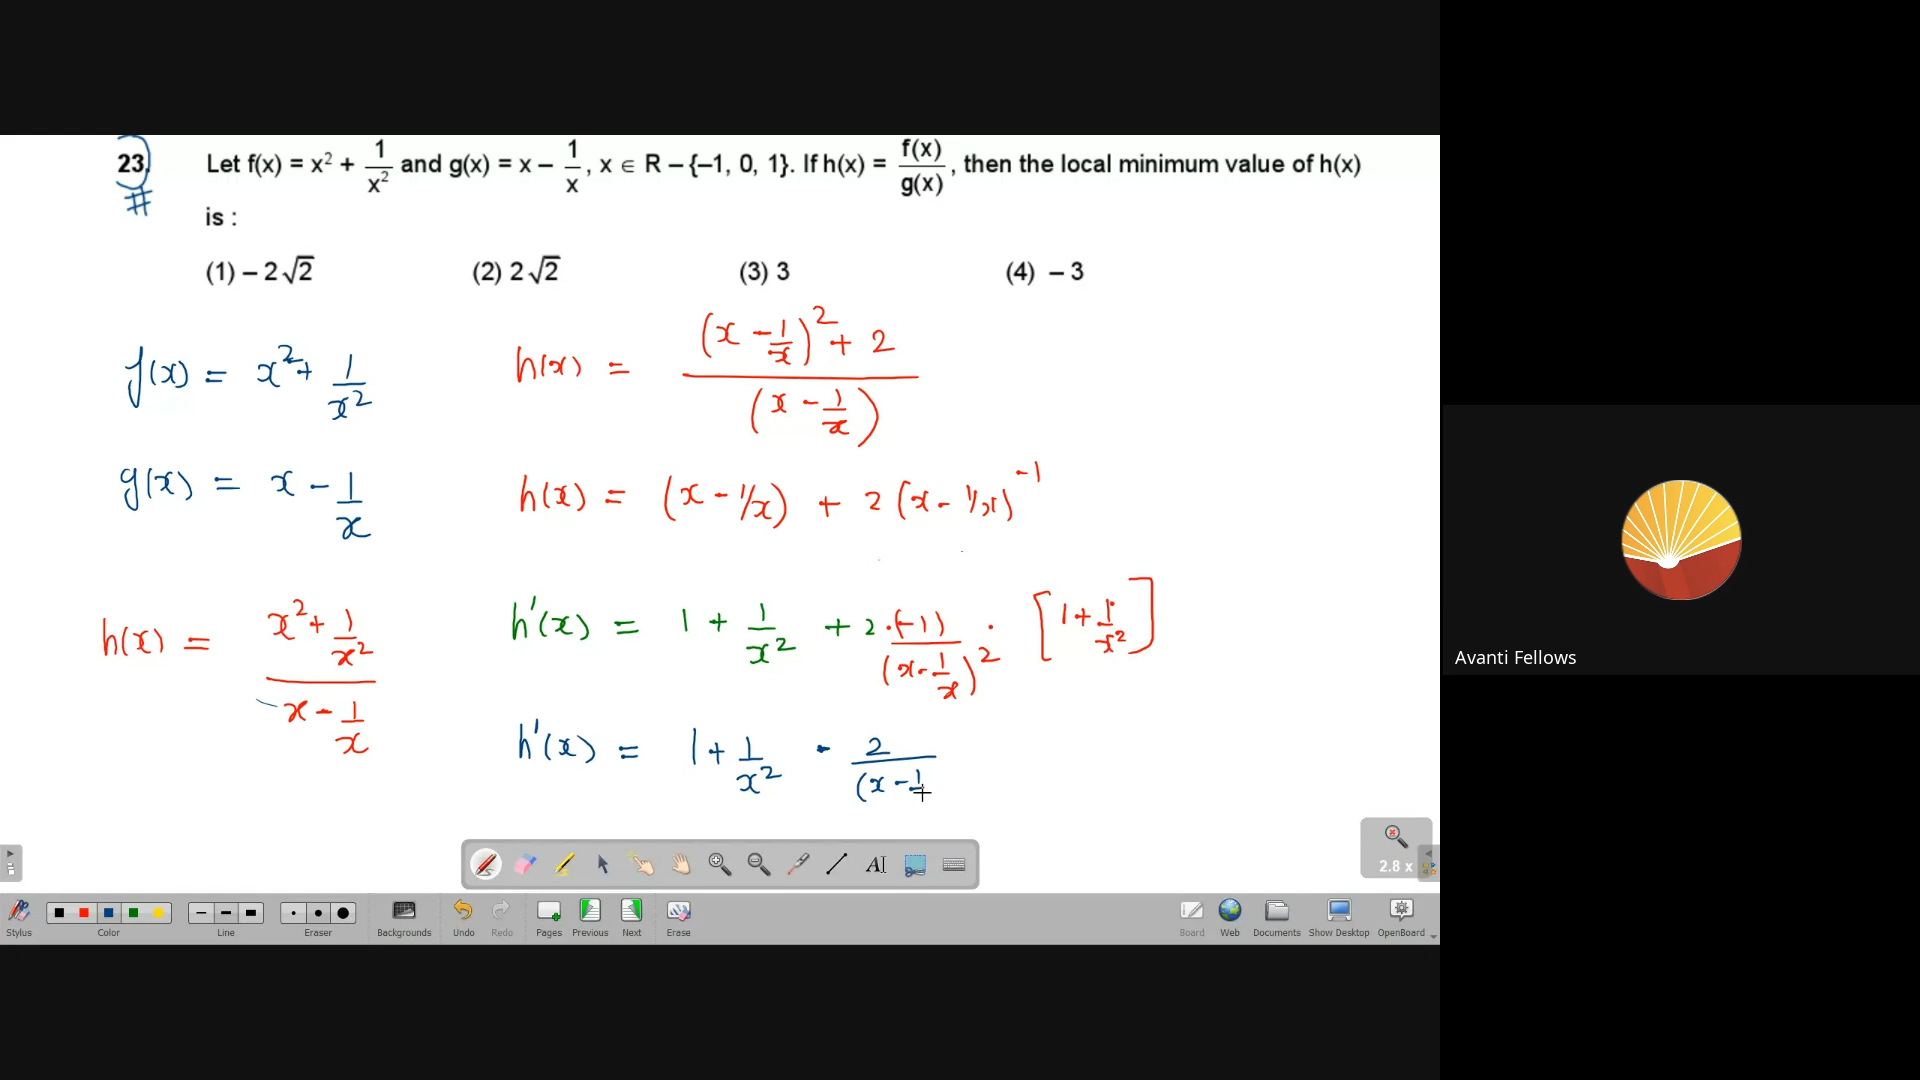 23. Let f(x) = x² + 1/x² and g(x) = x – 1/x, x ∈ R – {–1, 0, 1}. If h(x) = f(x)/g(x), then the local minimum value of h(x)
is :
(1) – 2√2 (2) 2√2 (3) 3 (4) – 3
#
f(x) = x² + 1/x²
g(x) = x - 1/x
h(x) = (x² + 1/x²)/(x - 1/x)
h(x) = ((x - 1/x)² + 2)/(x - 1/x)
h(x) = (x - 1/x) + 2(x - 1/x)⁻¹
h'(x) = 1 + 1/x² + 2·(-1)/(x - 1/x)² · [1 + 1/x²]
h'(x) = 1 + 1/x² - 2/(x - 1
Avanti Fellows
2.8 x
AI
Stylus Color Line Eraser Backgrounds Undo Redo Pages Previous Next Erase Board Web Documents Show Desktop OpenBoard